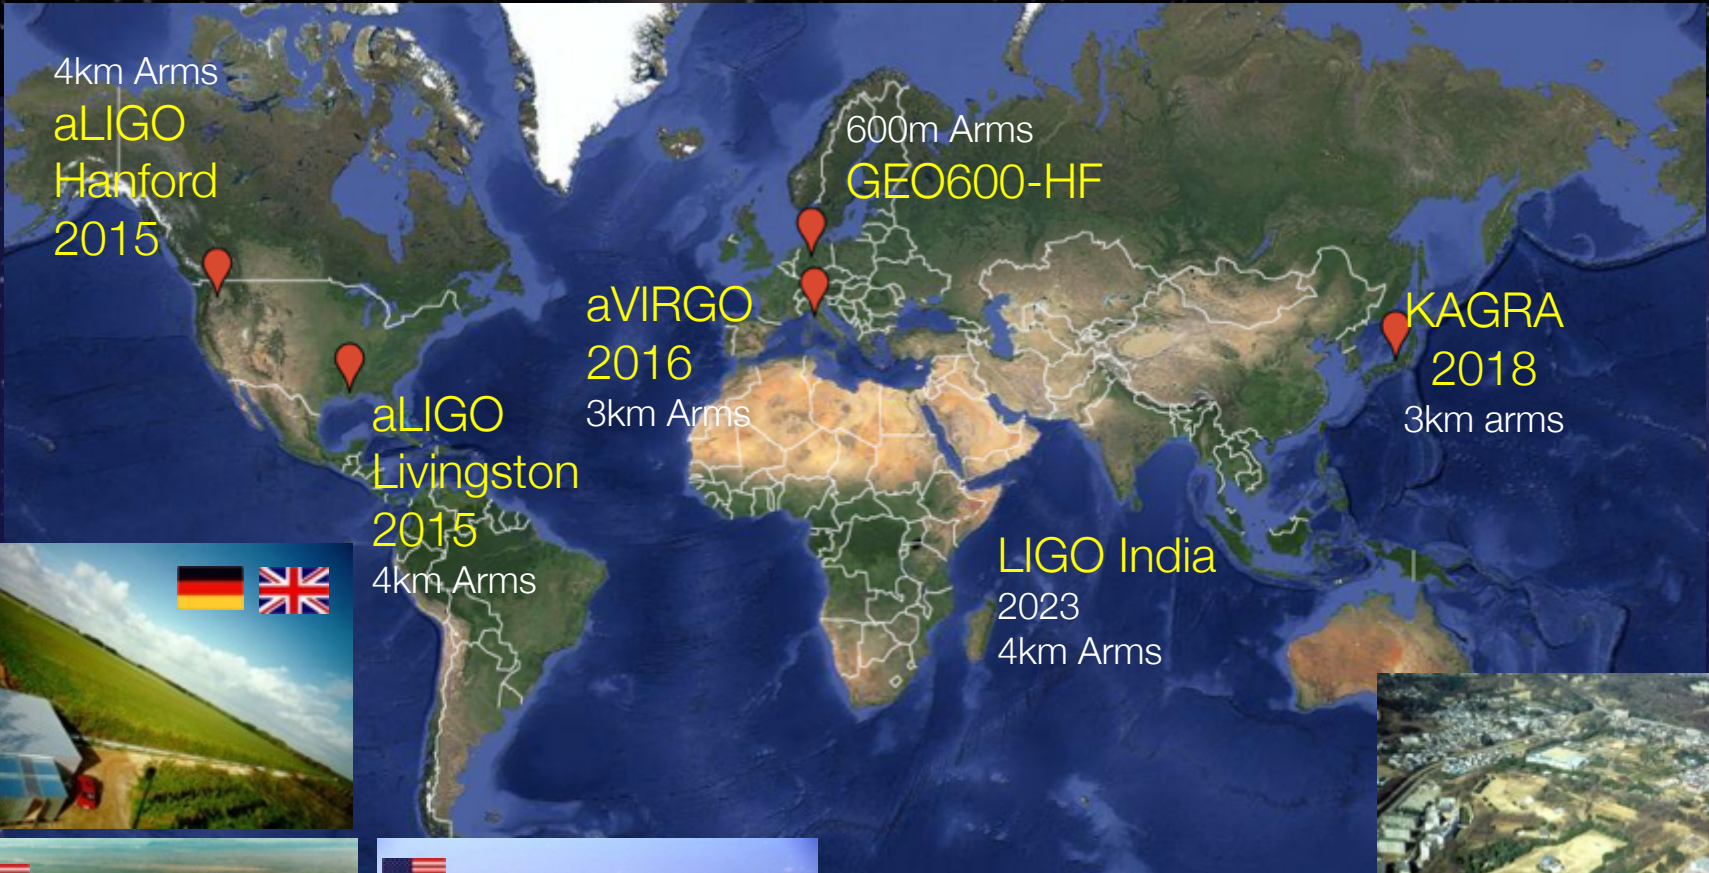 4km Arms
aLIGO
Hanford
2015
600m Arms
GEO600-HF
aVIRGO
2016
3km Arms
KAGRA
2018
3km arms
aLIGO
Livingston
2015
4km Arms
LIGO India
2023
4km Arms